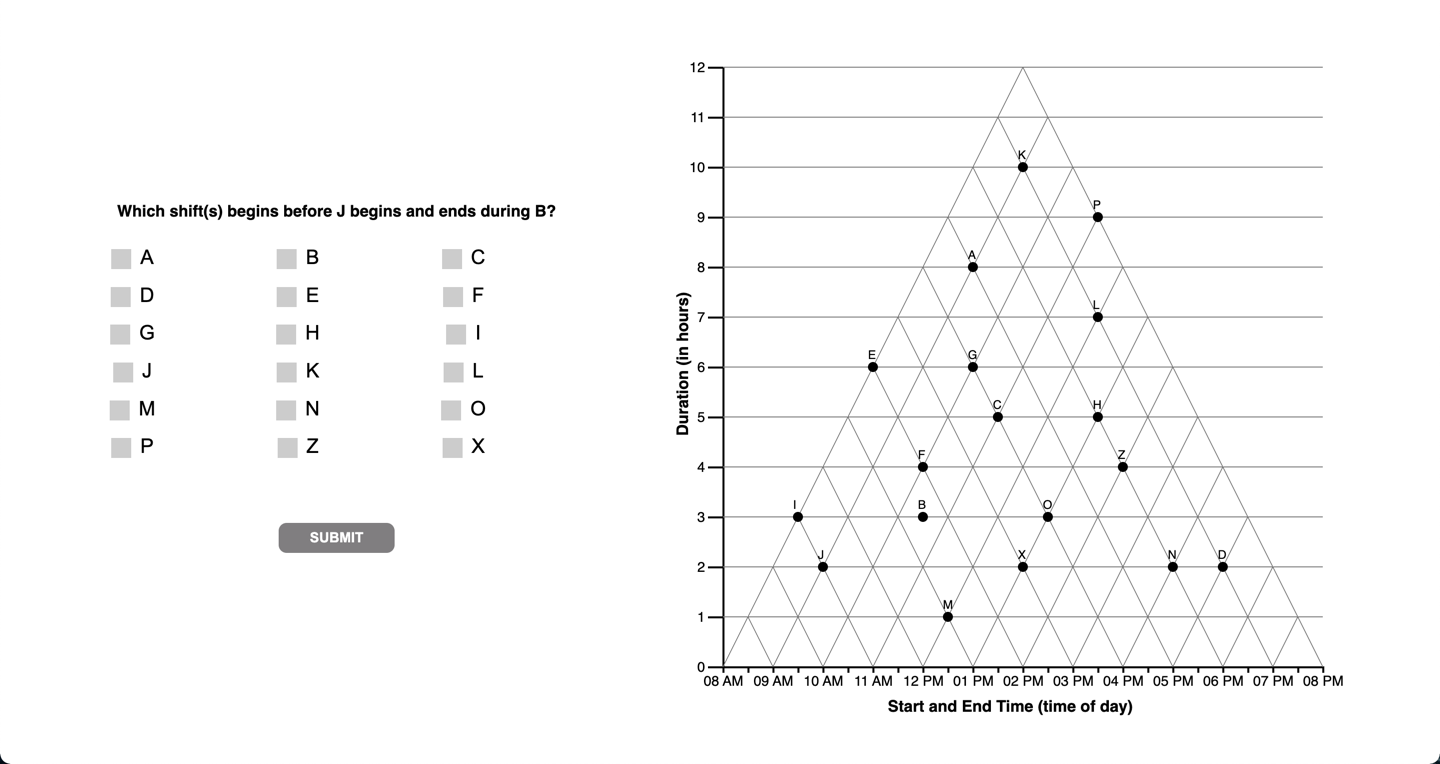 Which shift(s) begins before J begins and ends during B?
A B C
D E F
G H I
J K L
M N O
P Z X
SUBMIT
12
11
10
9
8
7
6
5
4
3
2
1
0
Duration (in hours)
K
P
A
L
E G
C H
F Z
I B O
J X N D
M
08 AM 09 AM 10 AM 11 AM 12 PM 01 PM 02 PM 03 PM 04 PM 05 PM 06 PM 07 PM 08 PM
Start and End Time (time of day)